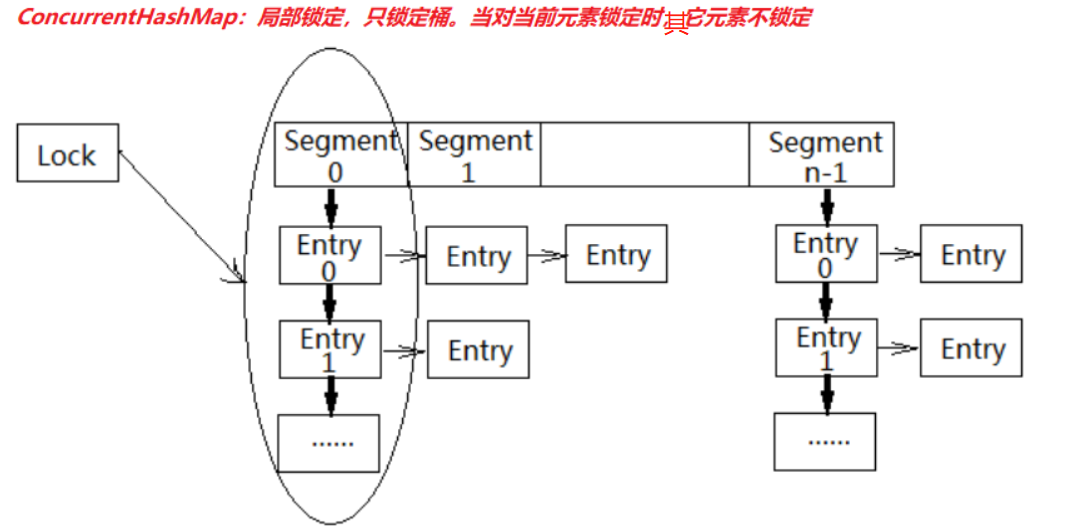 ConcurrentHashMap：局部锁定，只锁定桶。当对当前元素锁定时，其它元素不锁定
Lock
Segment 0
Segment 1
Segment n-1
Entry 0
Entry
Entry
Entry 0
Entry
Entry 1
Entry
Entry 1
Entry
......
......